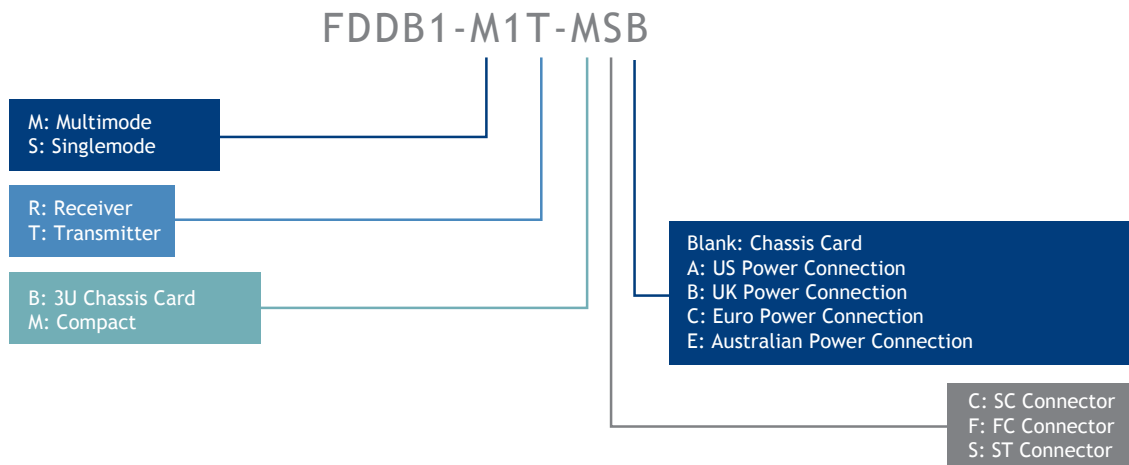 FDDB1-M1T-MSB
M: Multimode
S: Singlemode
R: Receiver
T: Transmitter
B: 3U Chassis Card
M: Compact
Blank: Chassis Card
A: US Power Connection
B: UK Power Connection
C: Euro Power Connection
E: Australian Power Connection
C: SC Connector
F: FC Connector
S: ST Connector